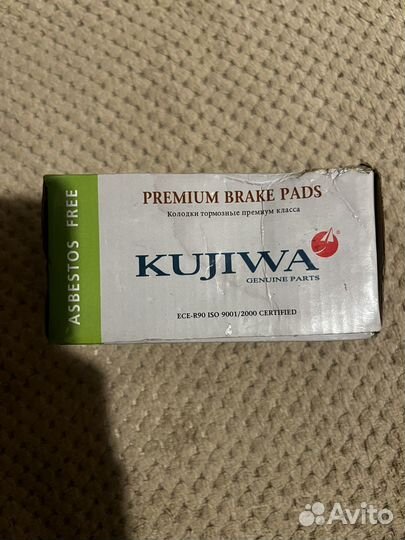 ASBESTOS FREE
PREMIUM BRAKE PADS
Колодки тормозные премиум класса
KUJIWA
GENUINE PARTS
ECE-R90 ISO 9001/2000 CERTIFIED
Avito